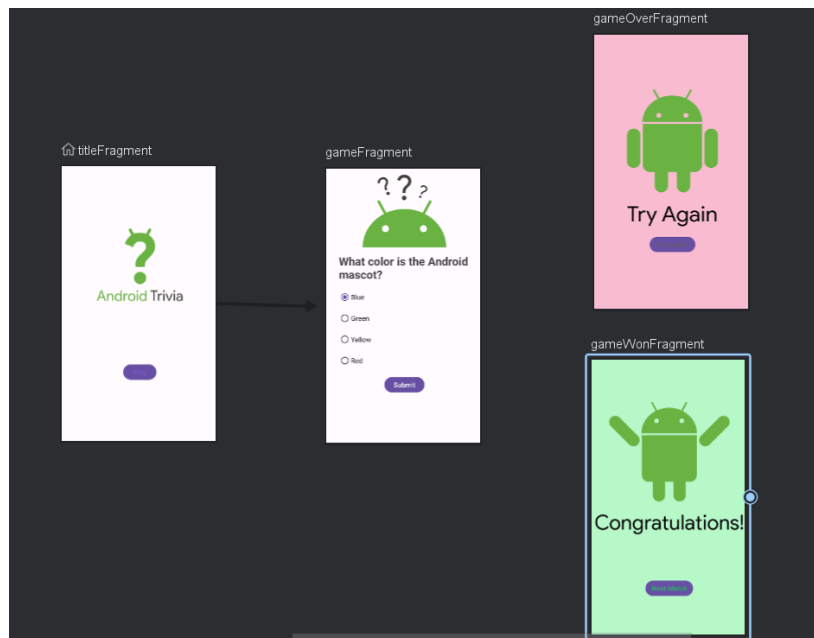 gameOverFragment
titleFragment
gameFragment
? ? ?
?
Android Trivia
What color is the Android
mascot?
Blue
Green
Yellow
Red
Submit
Try Again
gameWonFragment
Congratulations!
Next Match